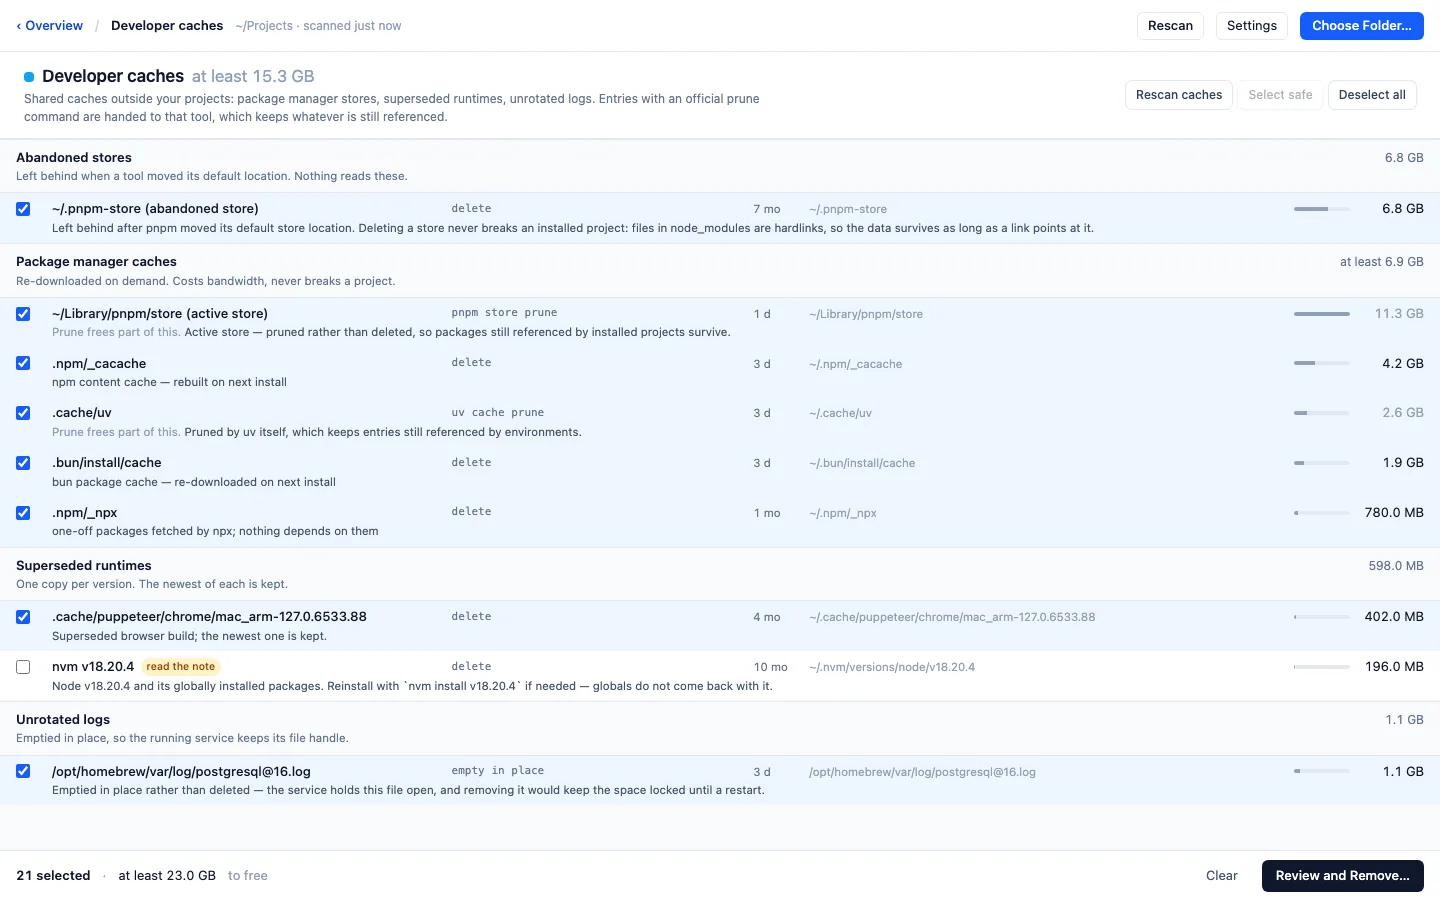 ‹ Overview / Developer caches ~/Projects · scanned just now Rescan Settings Choose Folder...
Developer caches at least 15.3 GB
Shared caches outside your projects: package manager stores, superseded runtimes, unrotated logs. Entries with an official prune
command are handed to that tool, which keeps whatever is still referenced.
Rescan caches Select safe Deselect all
Abandoned stores 6.8 GB
Left behind when a tool moved its default location. Nothing reads these.
~/.pnpm-store (abandoned store) delete 7 mo ~/.pnpm-store 6.8 GB
Left behind after pnpm moved its default store location. Deleting a store never breaks an installed project: files in node_modules are hardlinks, so the data survives as long as a link points at it.
Package manager caches at least 6.9 GB
Re-downloaded on demand. Costs bandwidth, never breaks a project.
~/Library/pnpm/store (active store) pnpm store prune 1 d ~/Library/pnpm/store 11.3 GB
Prune frees part of this. Active store — pruned rather than deleted, so packages still referenced by installed projects survive.
.npm/_cacache delete 3 d ~/.npm/_cacache 4.2 GB
npm content cache — rebuilt on next install
.cache/uv uv cache prune 3 d ~/.cache/uv 2.6 GB
Prune frees part of this. Pruned by uv itself, which keeps entries still referenced by environments.
.bun/install/cache delete 3 d ~/.bun/install/cache 1.9 GB
bun package cache — re-downloaded on next install
.npm/_npx delete 1 mo ~/.npm/_npx 780.0 MB
one-off packages fetched by npx; nothing depends on them
Superseded runtimes 598.0 MB
One copy per version. The newest of each is kept.
.cache/puppeteer/chrome/mac_arm-127.0.6533.88 delete 4 mo ~/.cache/puppeteer/chrome/mac_arm-127.0.6533.88 402.0 MB
Superseded browser build; the newest one is kept.
nvm v18.20.4 read the note delete 10 mo ~/.nvm/versions/node/v18.20.4 196.0 MB
Node v18.20.4 and its globally installed packages. Reinstall with `nvm install v18.20.4` if needed — globals do not come back with it.
Unrotated logs 1.1 GB
Emptied in place, so the running service keeps its file handle.
/opt/homebrew/var/log/postgresql@16.log empty in place 3 d /opt/homebrew/var/log/postgresql@16.log 1.1 GB
Emptied in place rather than deleted — the service holds this file open, and removing it would keep the space locked until a restart.
21 selected · at least 23.0 GB to free Clear Review and Remove...